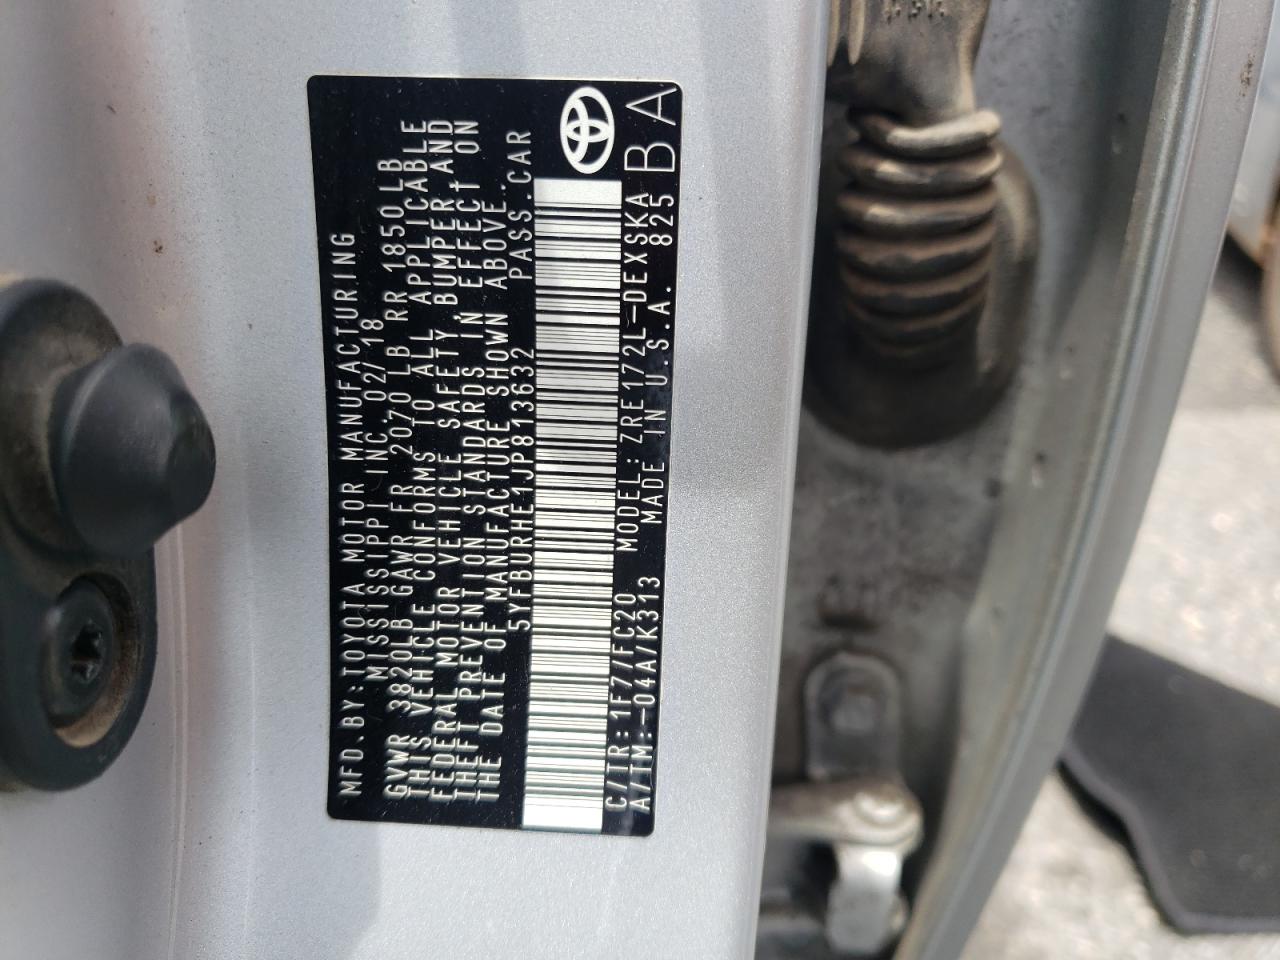 MFD.BY:TOYOTA MOTOR MANUFACTURING
MISSISSIPPI INC. 02/18
GVWR 3820LB GAWR FR 2070LB RR 1850LB
THIS VEHICLE CONFORMS TO ALL APPLICABLE
FEDERAL MOTOR VEHICLE SAFETY, BUMPER, AND
THEFT PREVENTION STANDARDS IN EFFECT ON
THE DATE OF MANUFACTURE SHOWN ABOVE.
5YFBURHE1JP813632 PASS.CAR
C/TR:1F7/FC20 MODEL:ZRE172L-DEXSKA
A/TM:-04A/K313 MADE IN U.S.A. 825
BA